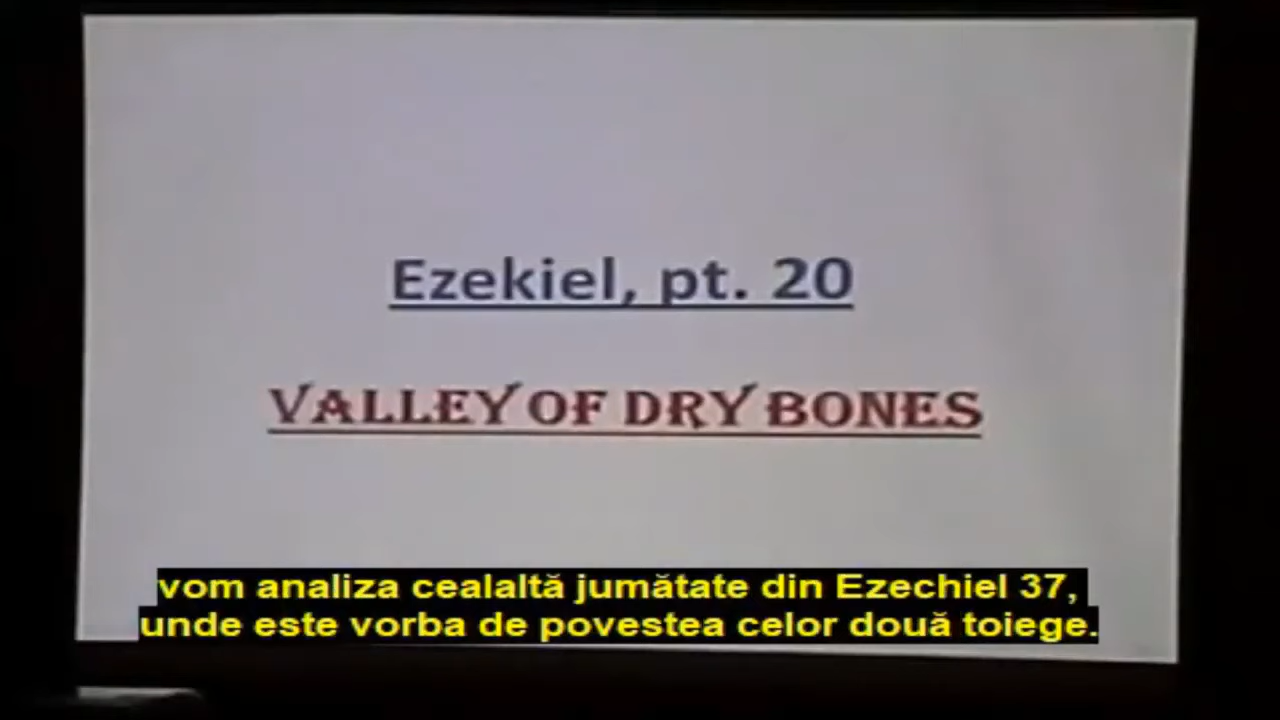 Ezekiel, pt. 20
VALLEY OF DRY BONES
vom analiza cealaltă jumătate din Ezechiel 37,
unde este vorba de povestea celor două toiege.